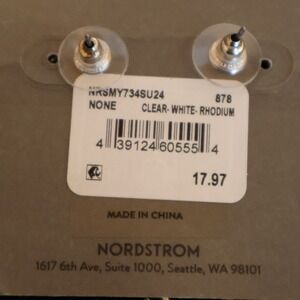 NRSMY734SU24 878
NONE CLEAR- WHITE- RHODIUM
4 39124 60555 4
17.97
MADE IN CHINA
NORDSTROM
1617 6th Ave, Suite 1000, Seattle, WA 98101